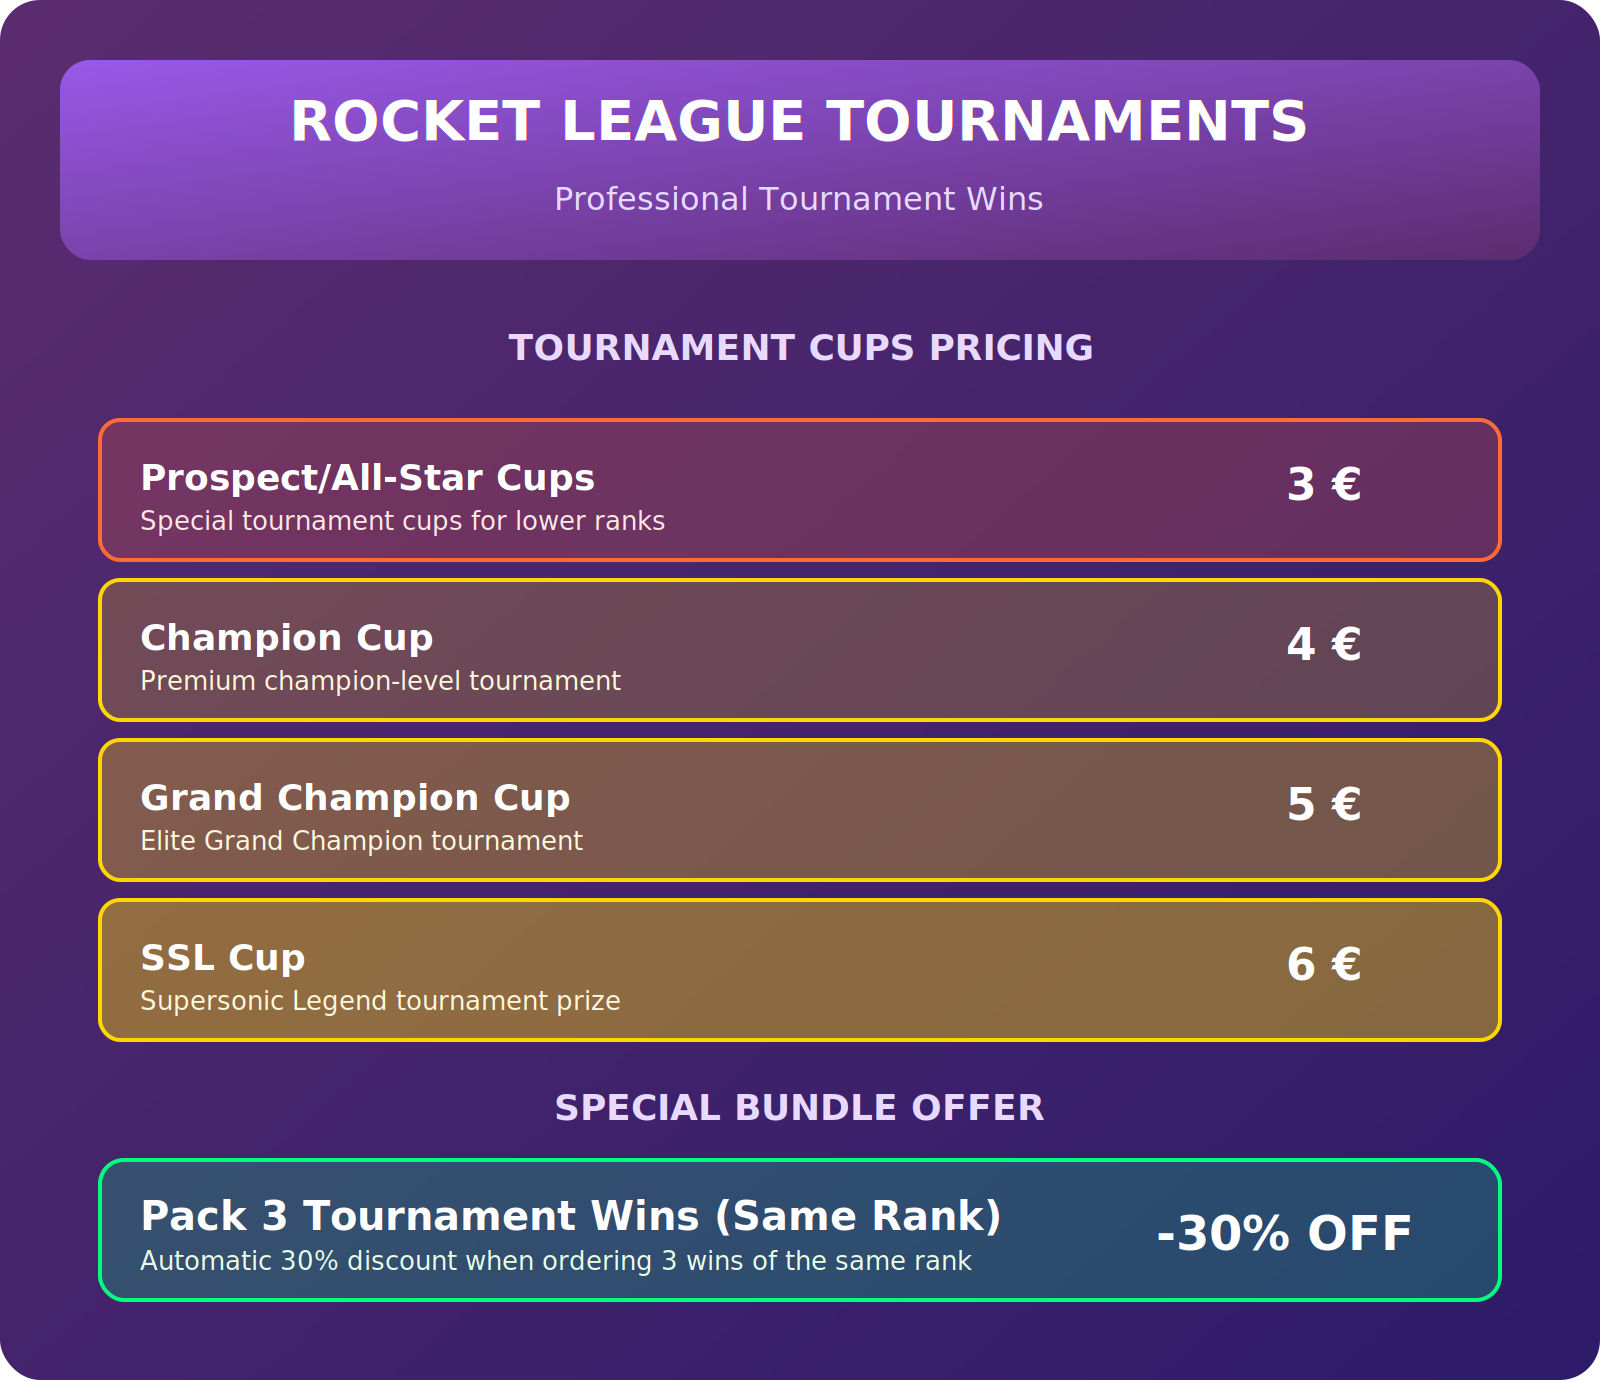 ROCKET LEAGUE TOURNAMENTS
Professional Tournament Wins
TOURNAMENT CUPS PRICING
Prospect/All-Star Cups
3 €
Special tournament cups for lower ranks
Champion Cup
4 €
Premium champion-level tournament
Grand Champion Cup
5 €
Elite Grand Champion tournament
SSL Cup
6 €
Supersonic Legend tournament prize
SPECIAL BUNDLE OFFER
Pack 3 Tournament Wins (Same Rank)
-30% OFF
Automatic 30% discount when ordering 3 wins of the same rank